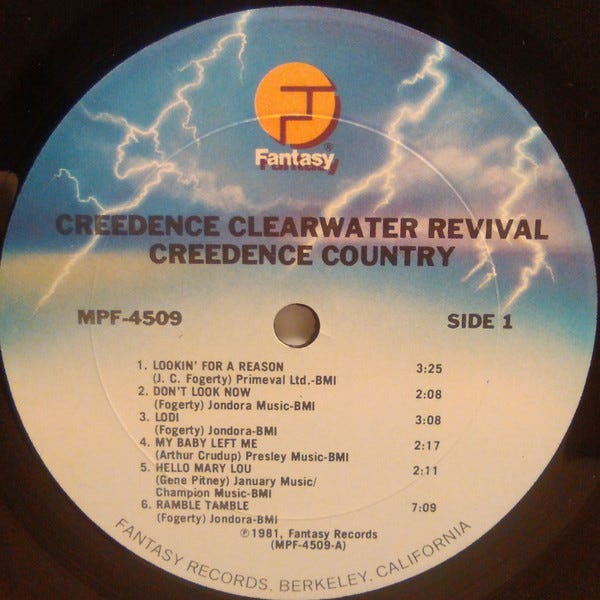 Fantasy®
CREEDENCE CLEARWATER REVIVAL
CREEDENCE COUNTRY
MPF-4509
SIDE 1
1. LOOKIN' FOR A REASON 3:25
(J. C. Fogerty) Primeval Ltd.-BMI
2. DON'T LOOK NOW 2:08
(Fogerty) Jondora Music-BMI
3. LODI 3:08
(Fogerty) Jondora-BMI
4. MY BABY LEFT ME 2:17
(Arthur Crudup) Presley Music-BMI
5. HELLO MARY LOU 2:11
(Gene Pitney) January Music/
Champion Music-BMI
6. RAMBLE TAMBLE 7:09
(Fogerty) Jondora-BMI
℗1981, Fantasy Records
(MPF-4509-A)
FANTASY RECORDS, BERKELEY, CALIFORNIA